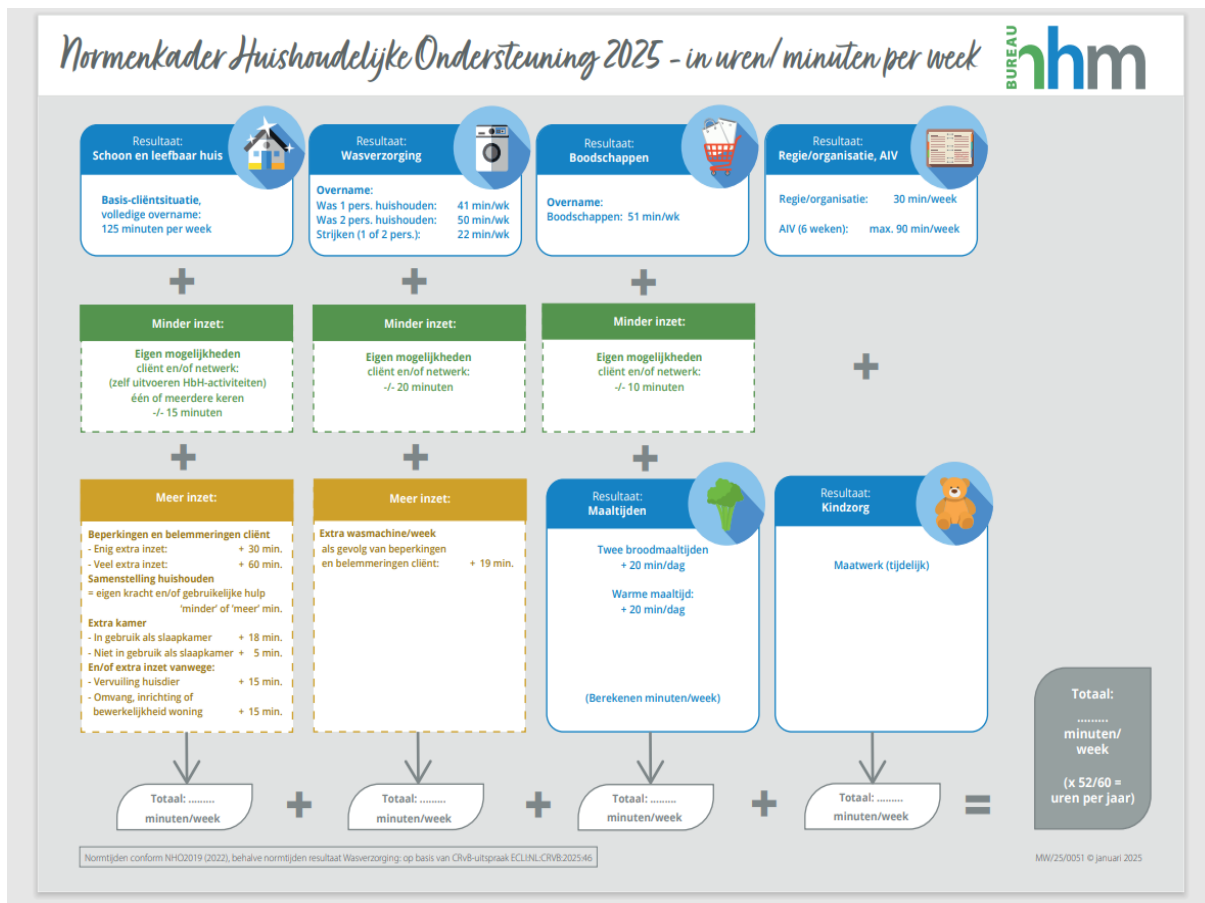 Normenkader Huishoudelijke Ondersteuning 2025 - in uren/ minuten per week
BUREAU
nhm
Resultaat:
Schoon en leefbaar huis
Basis-cliëntsituatie,
volledige overname:
125 minuten per week
Resultaat:
Wasverzorging
Overname:
Was 1 pers. huishouden: 41 min/wk
Was 2 pers. huishouden: 50 min/wk
Strijken (1 of 2 pers.): 22 min/wk
Resultaat:
Boodschappen
Overname:
Boodschappen: 51 min/wk
Resultaat:
Regie/organisatie, AIV
Regie/organisatie: 30 min/week
AIV (6 weken): max. 90 min/week
+
+
+
Minder inzet:
Eigen mogelijkheden
cliënt en/of netwerk:
(zelf uitvoeren HbH-activiteiten)
één of meerdere keren
-/- 15 minuten
Minder inzet:
Eigen mogelijkheden
cliënt en/of netwerk:
-/- 20 minuten
Minder inzet:
Eigen mogelijkheden
cliënt en/of netwerk:
-/- 10 minuten
+
+
+
+
Meer inzet:
Beperkingen en belemmeringen cliënt
- Enig extra inzet: + 30 min.
- Veel extra inzet: + 60 min.
Samenstelling huishouden
= eigen kracht en/of gebruikelijke hulp
'minder' of 'meer' min.
Extra kamer
- In gebruik als slaapkamer + 18 min.
- Niet in gebruik als slaapkamer + 5 min.
En/of extra inzet vanwege:
- Vervuiling huisdier + 15 min.
- Omvang, inrichting of
bewerkelijkheid woning + 15 min.
Meer inzet:
Extra wasmachine/week
als gevolg van beperkingen
en belemmeringen cliënt: + 19 min.
Resultaat:
Maaltijden
Twee broodmaaltijden
+ 20 min/dag
Warme maaltijd:
+ 20 min/dag
(Berekenen minuten/week)
Resultaat:
Kindzorg
Maatwerk (tijdelijk)
Totaal: .........
minuten/week
+
Totaal: .........
minuten/week
+
Totaal: .........
minuten/week
+
Totaal: .........
minuten/week
=
Totaal:
.........
minuten/
week
(x 52/60 =
uren per jaar)
Normtijden conform NHO2019 (2022), behalve normtijden resultaat Wasverzorging: op basis van CRvB-uitspraak ECLI:NL:CRVB:2025:46
MW/25/0051 © januari 2025